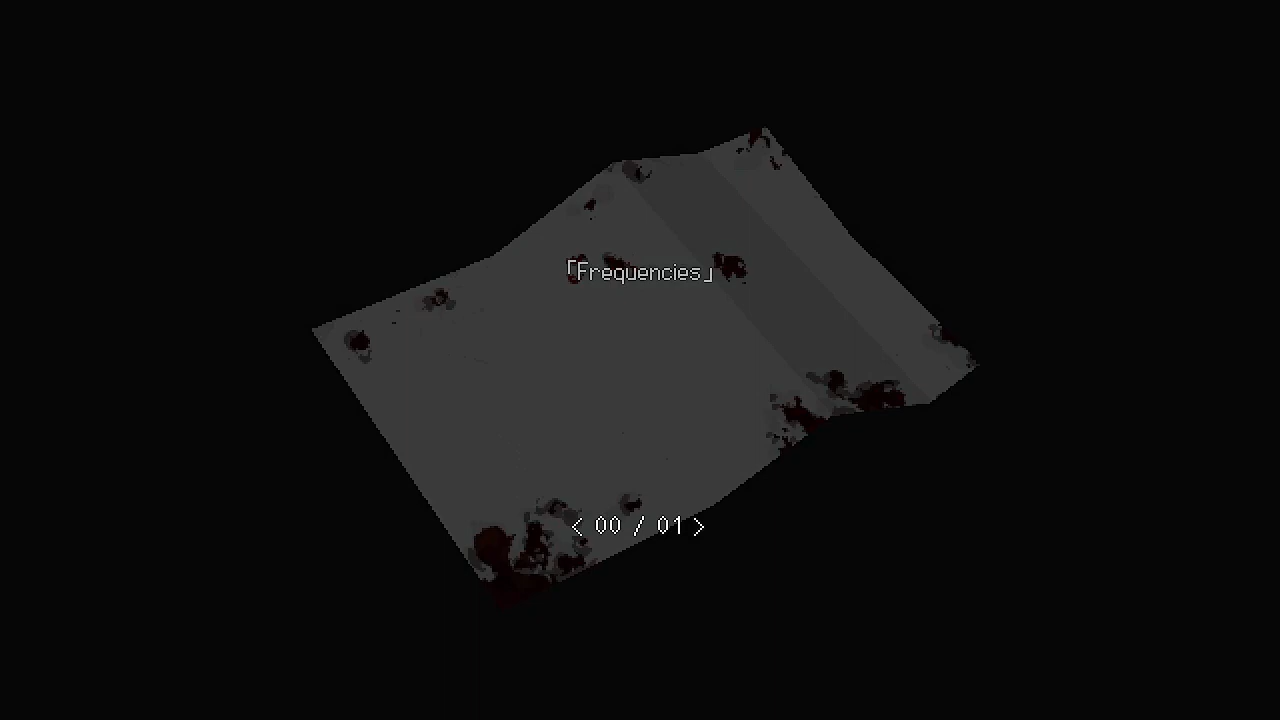 「Frequencies」
< 00 / 01 >